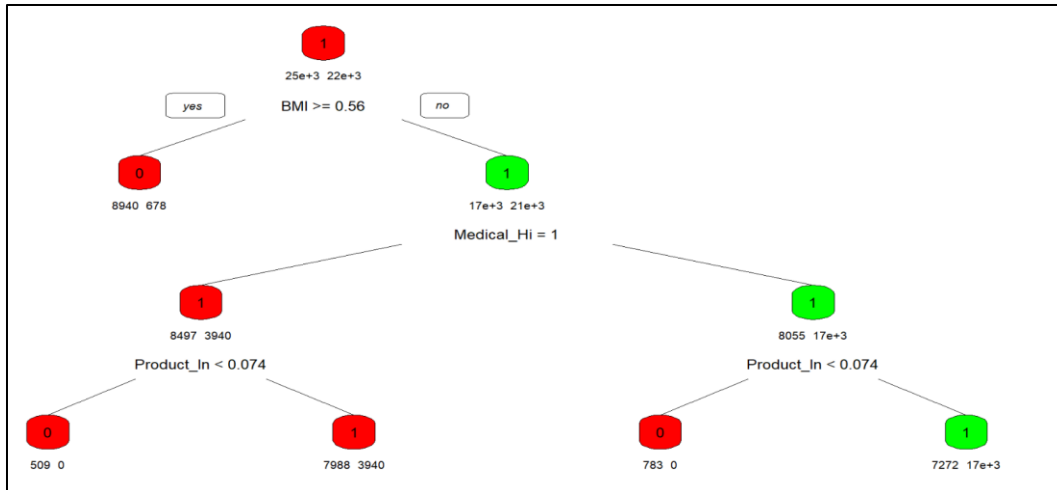 1
25e+3 22e+3
yes BMI >= 0.56 no
0 1
8940 678 17e+3 21e+3
Medical_Hi = 1
1 1
8497 3940 8055 17e+3
Product_In < 0.074 Product_In < 0.074
0 1 0 1
509 0 7988 3940 783 0 7272 17e+3